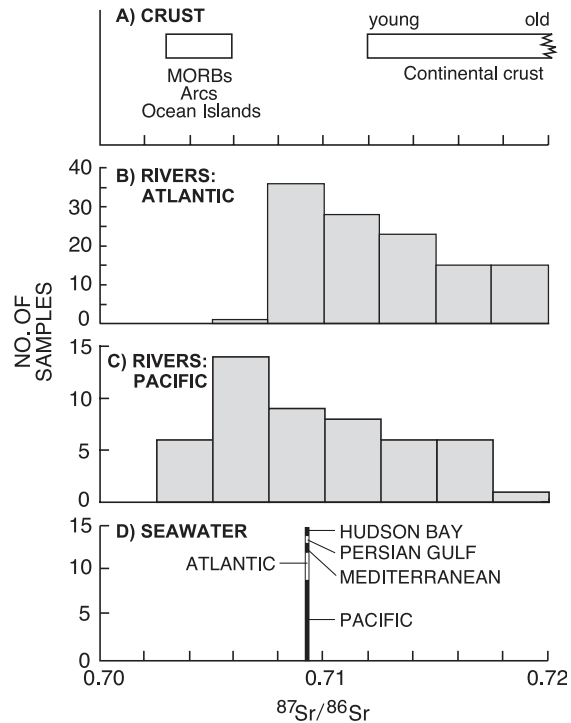 A) CRUST
young
old
MORBs
Arcs
Ocean Islands
Continental crust
B) RIVERS:
ATLANTIC
40
30
20
10
0
NO. OF
SAMPLES
C) RIVERS:
PACIFIC
15
10
5
0
D) SEAWATER
15
10
5
0
HUDSON BAY
PERSIAN GULF
ATLANTIC
MEDITERRANEAN
PACIFIC
0.70
0.71
0.72
⁸⁷Sr/⁸⁶Sr